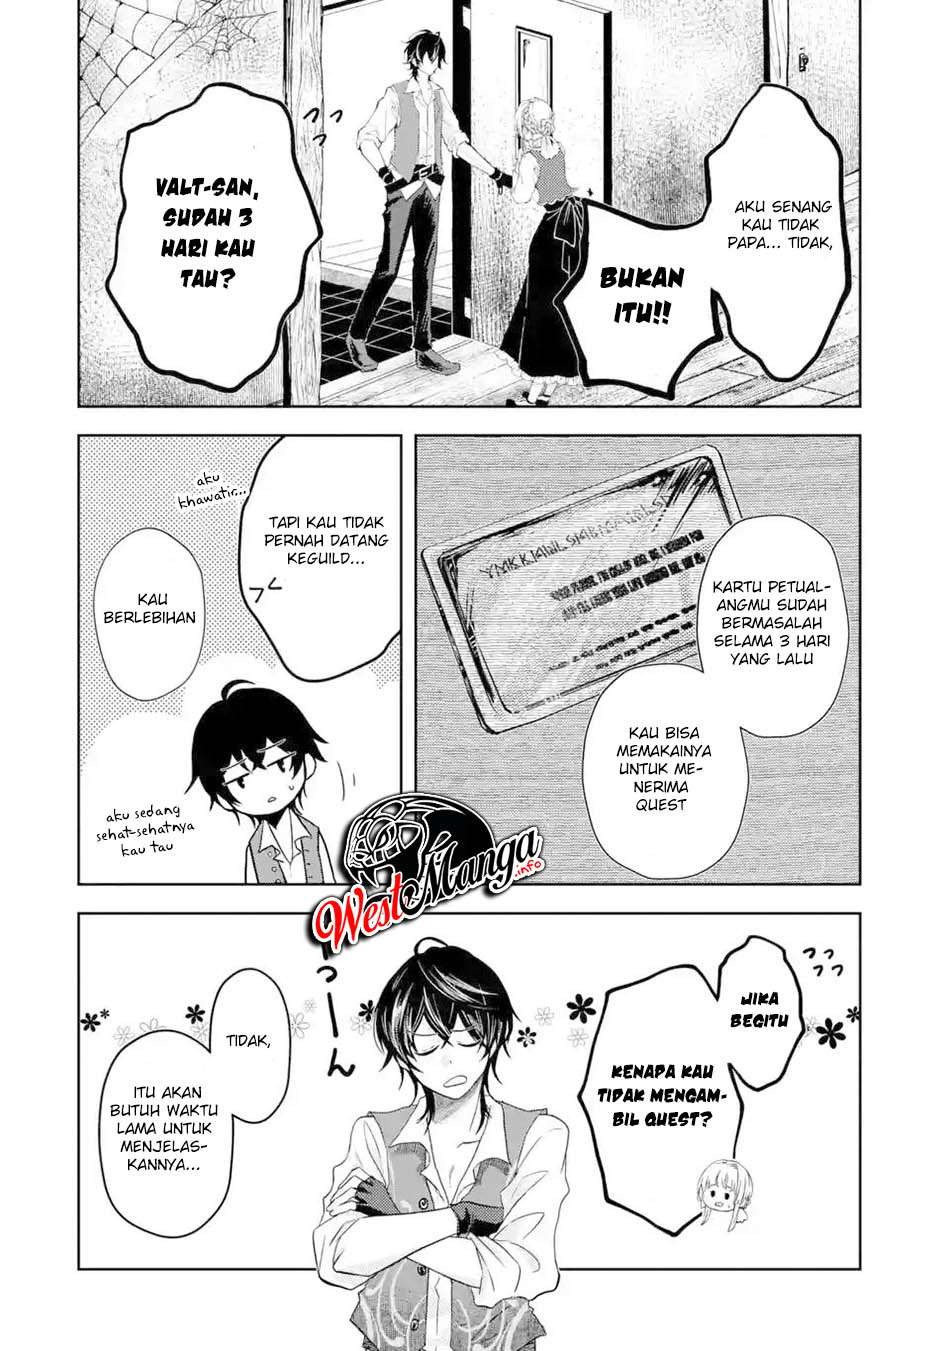 AKU SENANG
KAU TIDAK
PAPA... TIDAK,
BUKAN
ITU!!
VALT-SAN,
SUDAH 3
HARI KAU
TAU?
KARTU PETUAL-
ANGMU SUDAH
BERMASALAH
SELAMA 3 HARI
YANG LALU
KAU BISA
MEMAKAINYA
UNTUK ME-
NERIMA
QUEST
TAPI KAU TIDAK
PERNAH DATANG
KEGUILD...
aku
khawatir...
KAU
BERLEBIHAN
aku sedang
sehat-sehatnya
kau tau
WestManga
.info
JIKA
BEGITU
KENAPA KAU
TIDAK MENGAM-
BIL QUEST?
っーん
TIDAK,
ITU AKAN
BUTUH WAKTU
LAMA UNTUK
MENJELAS-
KANNYA...